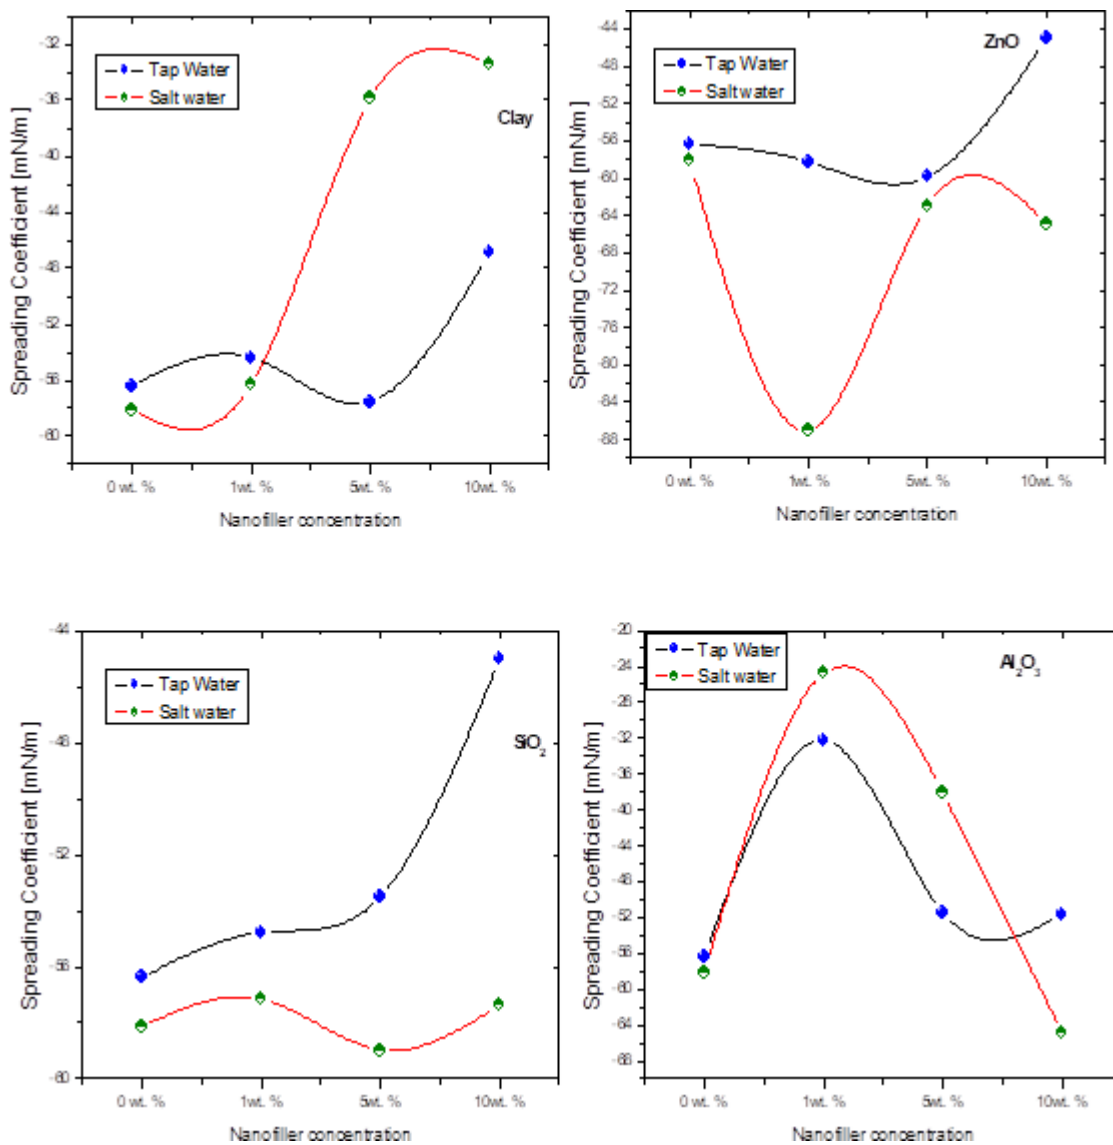 -32
-36
-40
-44
-48
-52
-56
-60
Spreading Coefficient [mN/m]
Tap Water
Salt water
Clay
0 wt. % 1wt. % 5wt. % 10wt. %
Nanofiller concentration
-44
-48
-52
-56
-60
-64
-68
-72
-76
-80
-84
-88
Spreading Coefficient [mN/m]
Tap Water
Salt water
ZnO
0 wt. % 1wt. % 5wt. % 10wt. %
Nanofiller concentration
-44
-48
-52
-56
-60
Spreading Coefficient [mN/m]
Tap Water
Salt water
SiO₂
0 wt. % 1wt. % 5wt. % 10wt. %
Nanofiller concentration
-20
-24
-28
-32
-36
-40
-44
-48
-52
-56
-60
-64
-68
Spreading Coefficient [mN/m]
Tap Water
Salt water
Al₂O₃
0 wt. % 1wt. % 5wt. % 10wt. %
Nanofiller concentration